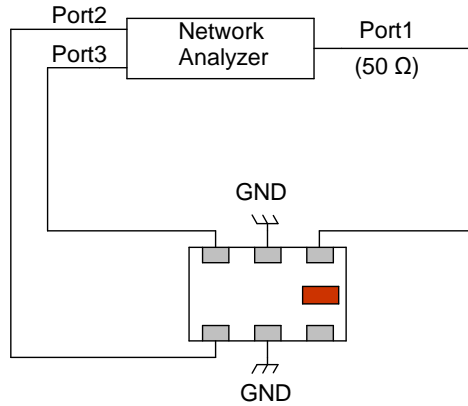 Port2
Port3
Network
Analyzer
Port1
(50 Ω)
GND
GND